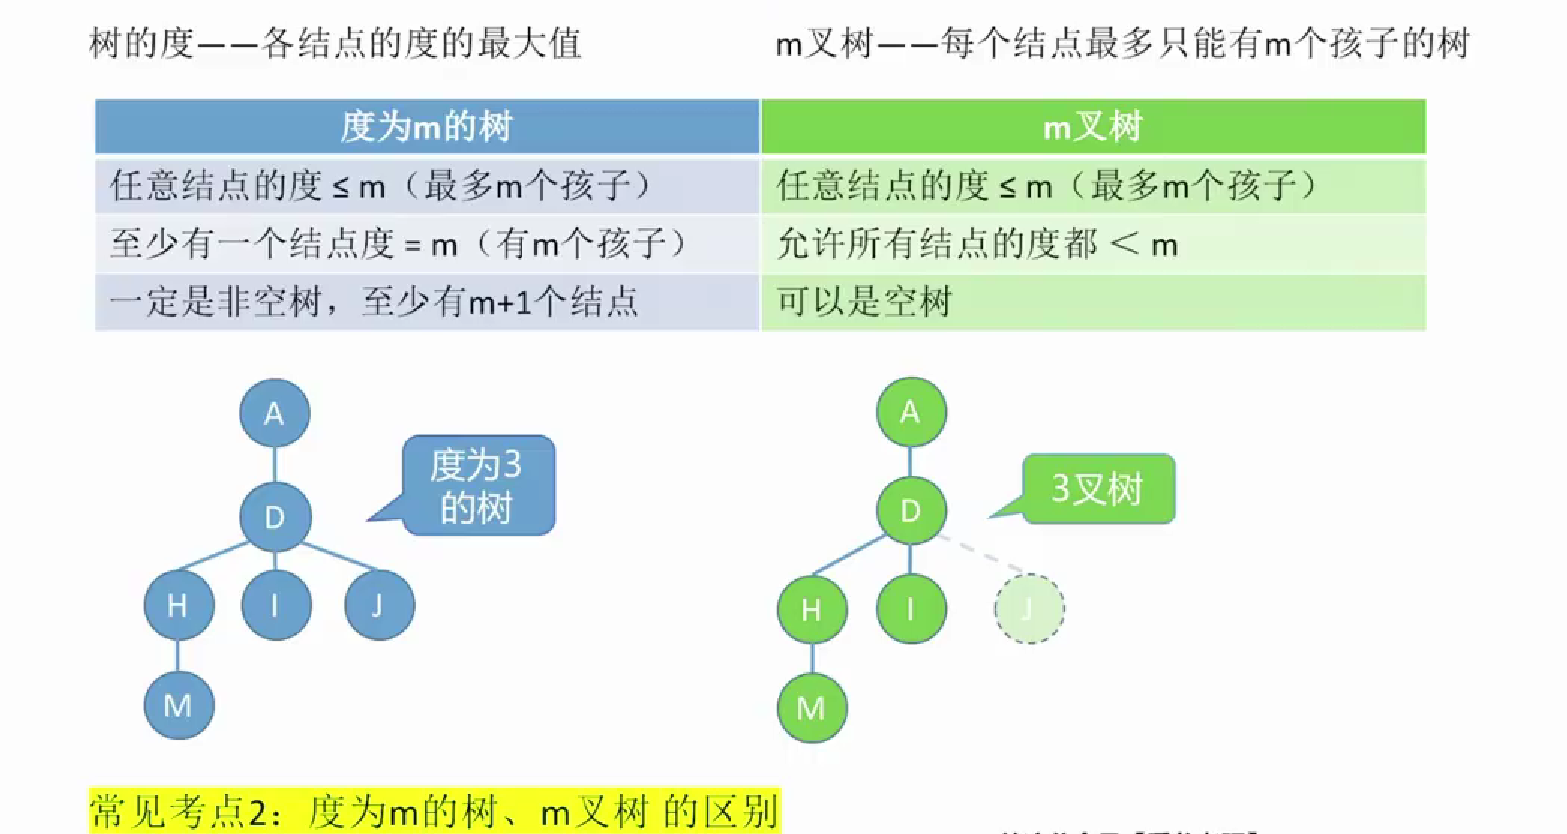 树的度——各结点的度的最大值
m叉树——每个结点最多只能有m个孩子的树
度为m的树
m叉树
任意结点的度 ≤ m（最多m个孩子）
任意结点的度 ≤ m（最多m个孩子）
至少有一个结点度 = m（有m个孩子）
允许所有结点的度都 < m
一定是非空树，至少有m+1个结点
可以是空树
A
D
H I J
M
度为3
的树
A
D
H I J
M
3叉树
常见考点2：度为m的树、m叉树 的区别